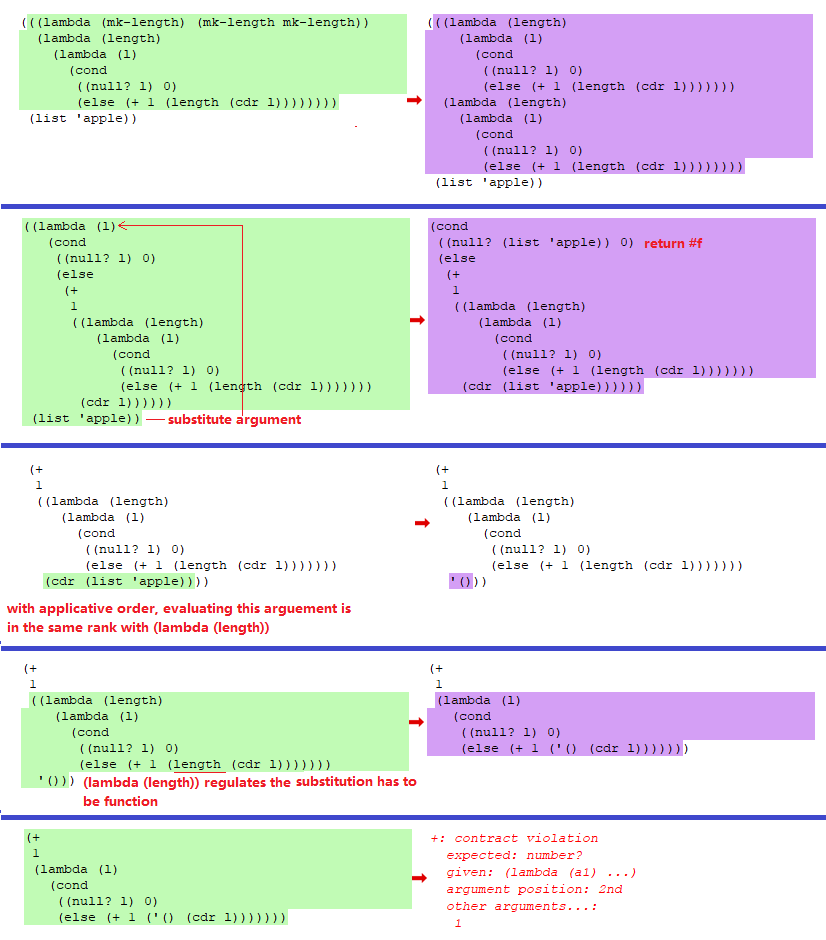 (((lambda (mk-length) (mk-length mk-length))
(lambda (length)
(lambda (l)
(cond
((null? l) 0)
(else (+ 1 (length (cdr l))))))))
(list 'apple))
(((lambda (length)
(lambda (l)
(cond
((null? l) 0)
(else (+ 1 (length (cdr l)))))))
(lambda (length)
(lambda (l)
(cond
((null? l) 0)
(else (+ 1 (length (cdr l))))))))
(list 'apple))
((lambda (l)
(cond
((null? l) 0)
(else
(+
1
((lambda (length)
(lambda (l)
(cond
((null? l) 0)
(else (+ 1 (length (cdr l)))))))
(cdr l))))))
(list 'apple))
substitute argument
(cond
((null? (list 'apple)) 0) return #f
(else
(+
1
((lambda (length)
(lambda (l)
(cond
((null? l) 0)
(else (+ 1 (length (cdr l)))))))
(cdr (list 'apple))))))
(+
1
((lambda (length)
(lambda (l)
(cond
((null? l) 0)
(else (+ 1 (length (cdr l)))))))
(cdr (list 'apple))))
with applicative order, evaluating this arguement is
in the same rank with (lambda (length))
(+
1
((lambda (length)
(lambda (l)
(cond
((null? l) 0)
(else (+ 1 (length (cdr l)))))))
'()))
(+
1
((lambda (length)
(lambda (l)
(cond
((null? l) 0)
(else (+ 1 (length (cdr l)))))))
'())) (lambda (length)) regulates the substitution has to
be function
(+
1
(lambda (l)
(cond
((null? l) 0)
(else (+ 1 ('() (cdr l)))))))
(+
1
(lambda (l)
(cond
((null? l) 0)
(else (+ 1 ('() (cdr l)))))))
+: contract violation
expected: number?
given: (lambda (a1) ...)
argument position: 2nd
other arguments...:
1